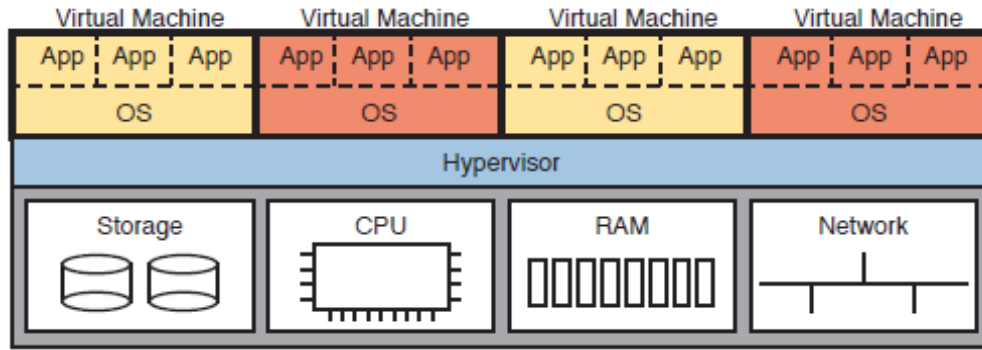 Virtual Machine Virtual Machine Virtual Machine Virtual Machine
App App App App App App App App App App App App
OS OS OS OS
Hypervisor
Storage CPU RAM Network